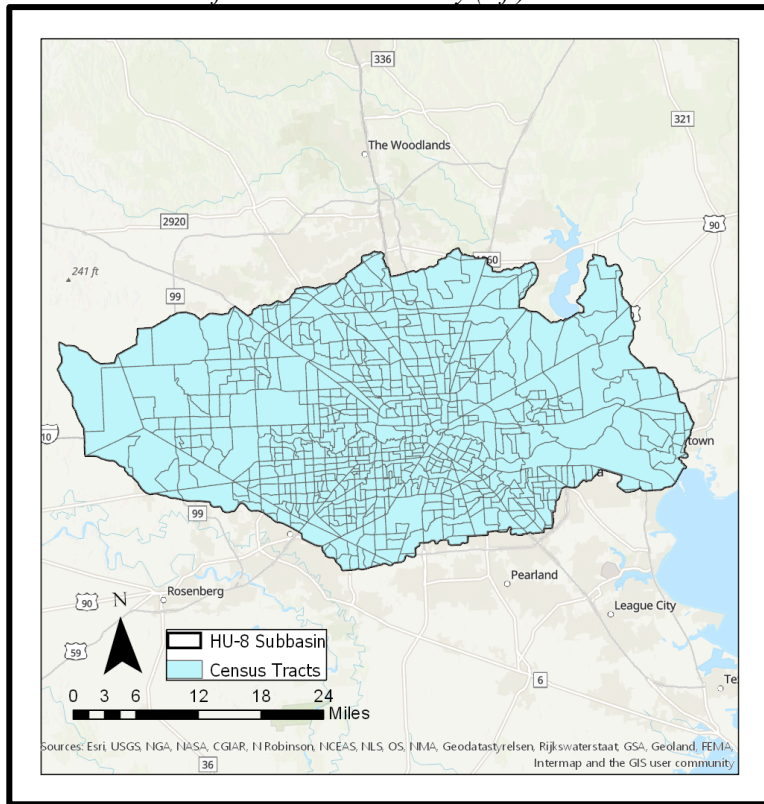 336
321
The Woodlands
2920
90
241 ft
99
10
town
99
Pearland
N
90
Rosenberg
League City
59
HU-8 Subbasin
Census Tracts
6
0 3 6 12 18 24
Miles
Sources: Esri, USGS, NGA, NASA, CGIAR, N Robinson, NCEAS, NLS, OS, NMA, Geodatastyrelsen, Rijkswaterstaat, GSA, Geoland, FEMA,
Intermap and the GIS user community
36